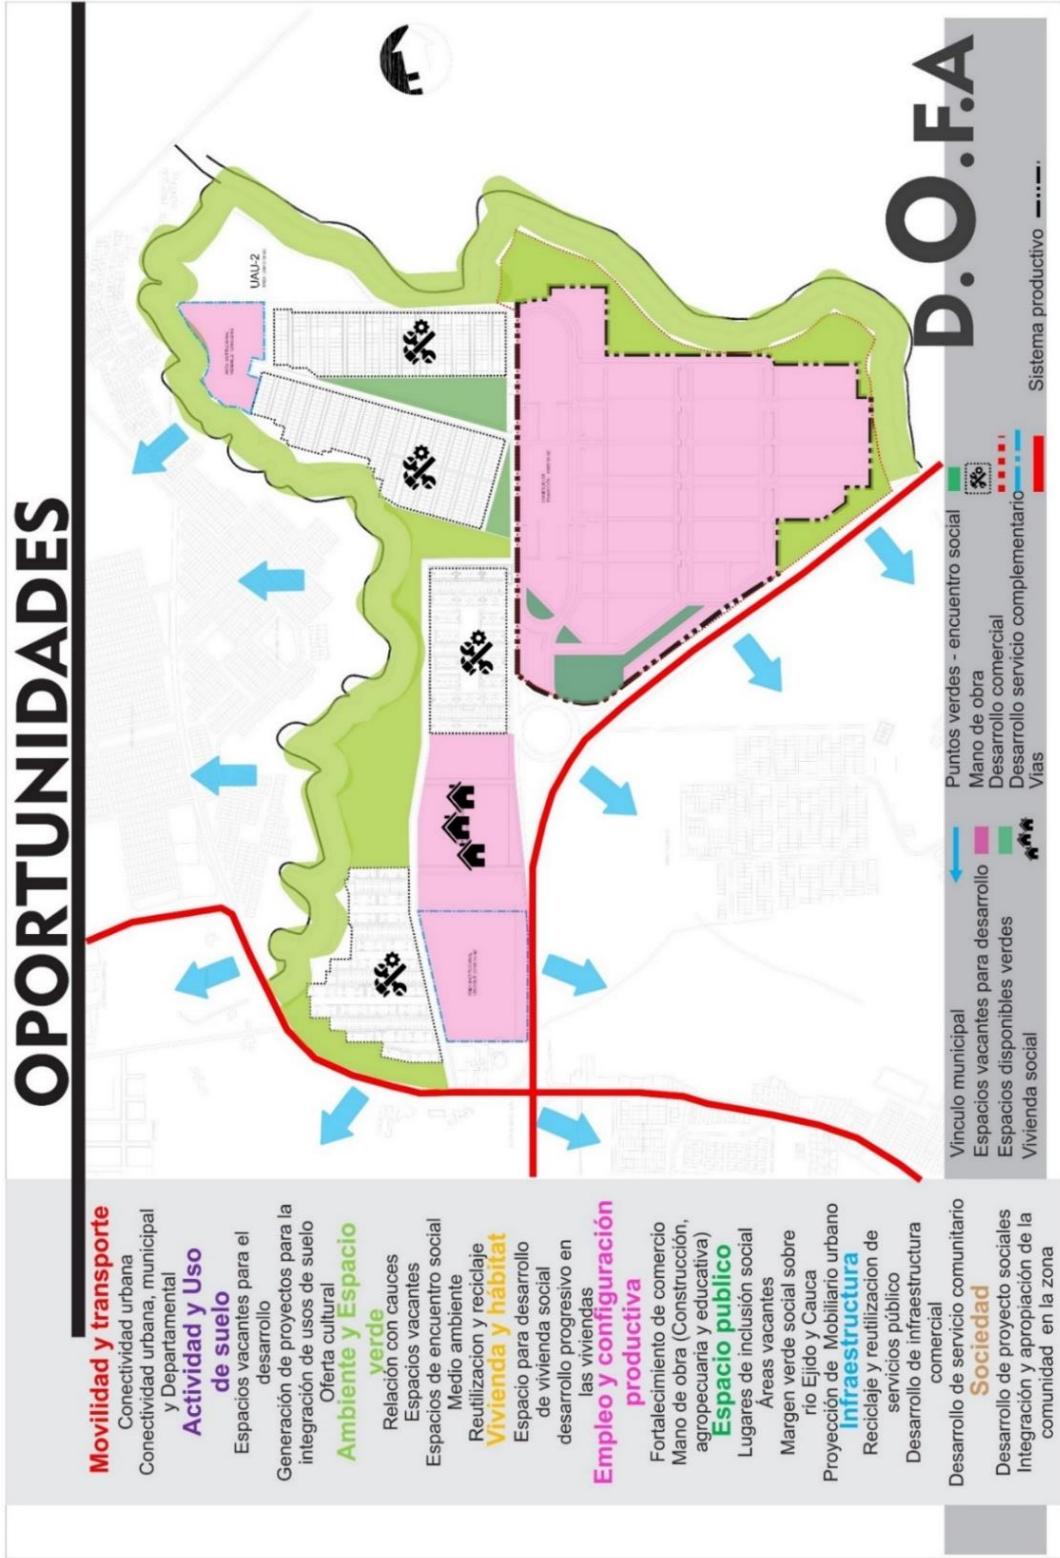 OPORTUNIDADES
Movilidad y transporte
Conectividad urbana
Conectividad urbana, municipal
y Departamental
Actividad y Uso
de suelo
Espacios vacantes para el
desarrollo
Generación de proyectos para la
integración de usos de suelo
Oferta cultural
Ambiente y Espacio
verde
Relación con cauces
Espacios vacantes
Espacios de encuentro social
Medio ambiente
Reutilizacion y reciclaje
Vivienda y hábitat
Espacio para desarrollo
de vivienda social
desarrollo progresivo en
las viviendas
Empleo y configuración
productiva
Fortalecimiento de comercio
Mano de obra (Construcción,
agropecuaria y educativa)
Espacio publico
Lugares de inclusión social
Áreas vacantes
Margen verde social sobre
rio Ejido y Cauca
Proyección de Mobiliario urbano
Infraestructura
Reciclaje y reutilizacion de
servicios público
Desarrollo de infraestructura
comercial
Desarrollo de servicio comunitario
Sociedad
Desarrollo de proyecto sociales
Integración y apropiación de la
comunidad en la zona
UAU-2
Vinculo municipal
Espacios vacantes para desarrollo
Espacios disponibles verdes
Vivienda social
Puntos verdes - encuentro social
Mano de obra
Desarrollo comercial
Desarrollo servicio complementario
Vias
Sistema productivo
D.O.F.A